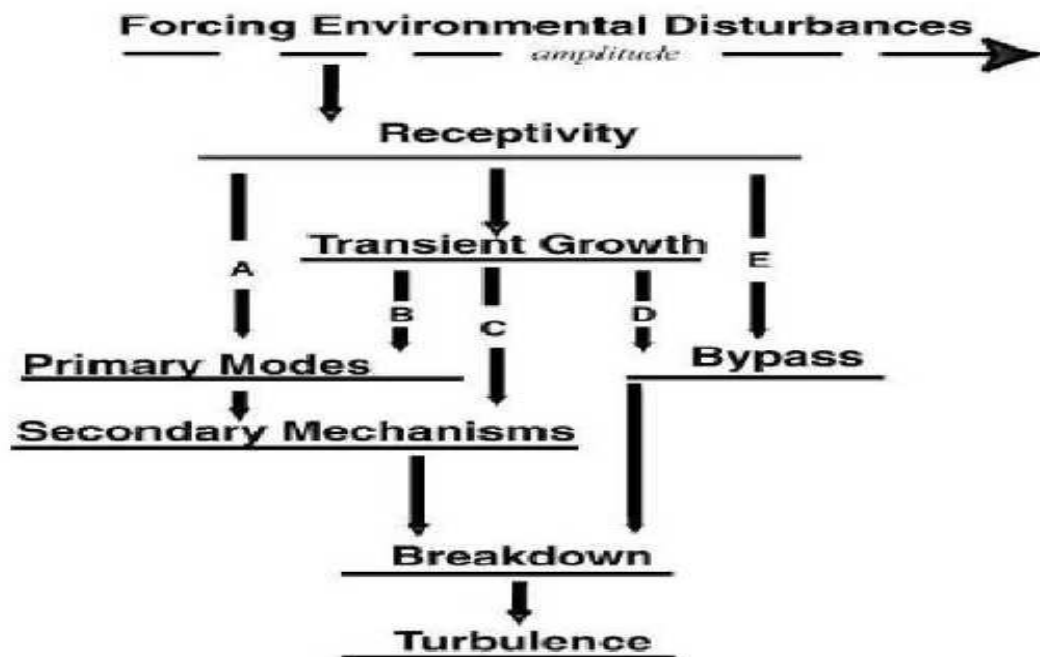 Forcing Environmental Disturbances
amplitude
Receptivity
Transient Growth
A
E
B
C
D
Primary Modes
Bypass
Secondary Mechanisms
Breakdown
Turbulence